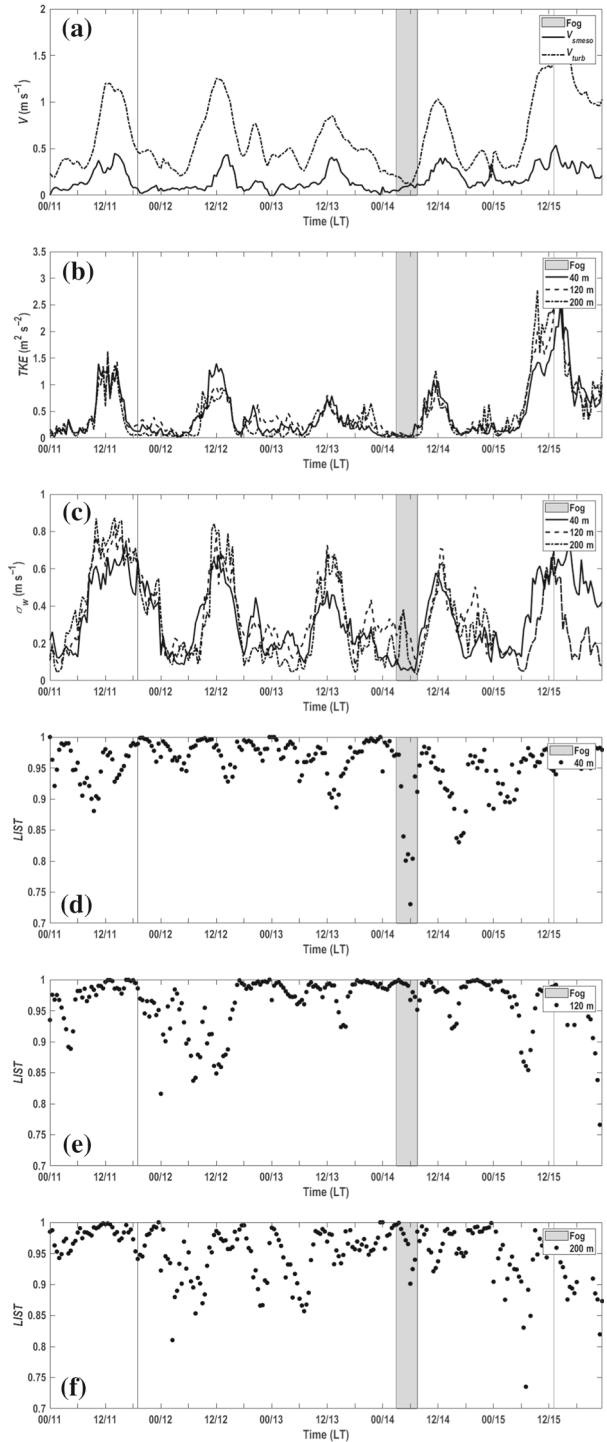 (a)
2
1.5
1
0.5
0
V (m s⁻¹)
Fog
V smeso
V turb
00/11 12/11 00/12 12/12 00/13 12/13 00/14 12/14 00/15 12/15
Time (LT)
(b)
3.5
3
2.5
2
1.5
1
0.5
0
TKE (m² s⁻²)
Fog
40 m
120 m
200 m
00/11 12/11 00/12 12/12 00/13 12/13 00/14 12/14 00/15 12/15
Time (LT)
(c)
1
0.8
0.6
0.4
0.2
0
σw (m s⁻¹)
Fog
40 m
120 m
200 m
00/11 12/11 00/12 12/12 00/13 12/13 00/14 12/14 00/15 12/15
Time (LT)
1
0.95
0.9
0.85
0.8
0.75
0.7
LIST
Fog
40 m
(d)
00/11 12/11 00/12 12/12 00/13 12/13 00/14 12/14 00/15 12/15
Time (LT)
1
0.95
0.9
0.85
0.8
0.75
0.7
LIST
Fog
120 m
(e)
00/11 12/11 00/12 12/12 00/13 12/13 00/14 12/14 00/15 12/15
Time (LT)
1
0.95
0.9
0.85
0.8
0.75
0.7
LIST
Fog
200 m
(f)
00/11 12/11 00/12 12/12 00/13 12/13 00/14 12/14 00/15 12/15
Time (LT)